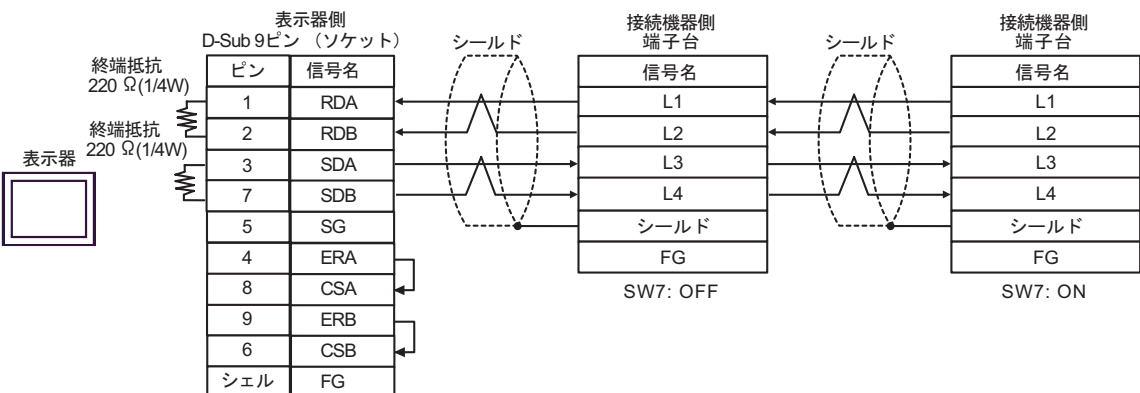 表示器側
D-Sub 9ピン （ソケット）
終端抵抗
220 Ω(1/4W)
終端抵抗
220 Ω(1/4W)
表示器
ピン 信号名
1 RDA
2 RDB
3 SDA
7 SDB
5 SG
4 ERA
8 CSA
9 ERB
6 CSB
シェル FG
シールド
接続機器側
端子台
信号名
L1
L2
L3
L4
シールド
FG
SW7: OFF
シールド
接続機器側
端子台
信号名
L1
L2
L3
L4
シールド
FG
SW7: ON